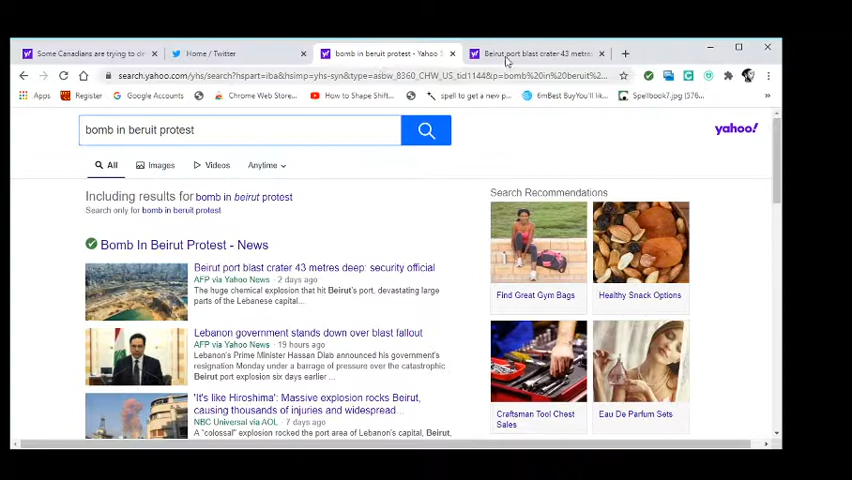 Some Canadians are trying to de
Home / Twitter
bomb in beruit protest - Yahoo S
Beirut port blast crater 43 metres
search.yahoo.com/yhs/search?hspart=iba&hsimp=yhs-syn&type=asbw_8360_CHW_US_tid11448&p=bomb%20in%20beruit%2...
Apps
Register
Google Accounts
Chrome Web Store...
How to Shape Shift...
spell to get a new p...
6mBest BuyYou'll lik...
Spellbook7.jpg (576...
»
bomb in beruit protest
yahoo!
All
Images
Videos
Anytime
Including results for bomb in beirut protest
Search only for bomb in beruit protest
Search Recommendations
Bomb In Beirut Protest - News
Beirut port blast crater 43 metres deep: security official
AFP via Yahoo News · 2 days ago
The huge chemical explosion that hit Beirut's port, devastating large
parts of the Lebanese capital...
Find Great Gym Bags
Healthy Snack Options
Lebanon government stands down over blast fallout
AFP via Yahoo News · 19 hours ago
Lebanon's Prime Minister Hassan Diab announced his government's
resignation Monday under a barrage of pressure over the catastrophic
Beirut port explosion six days earlier ...
'It's like Hiroshima': Massive explosion rocks Beirut,
causing thousands of injuries and widespread...
NBC Universal via AOL · 7 days ago
A "colossal" explosion rocked the port area of Lebanon's capital, Beirut,
Craftsman Tool Chest
Sales
Eau De Parfum Sets